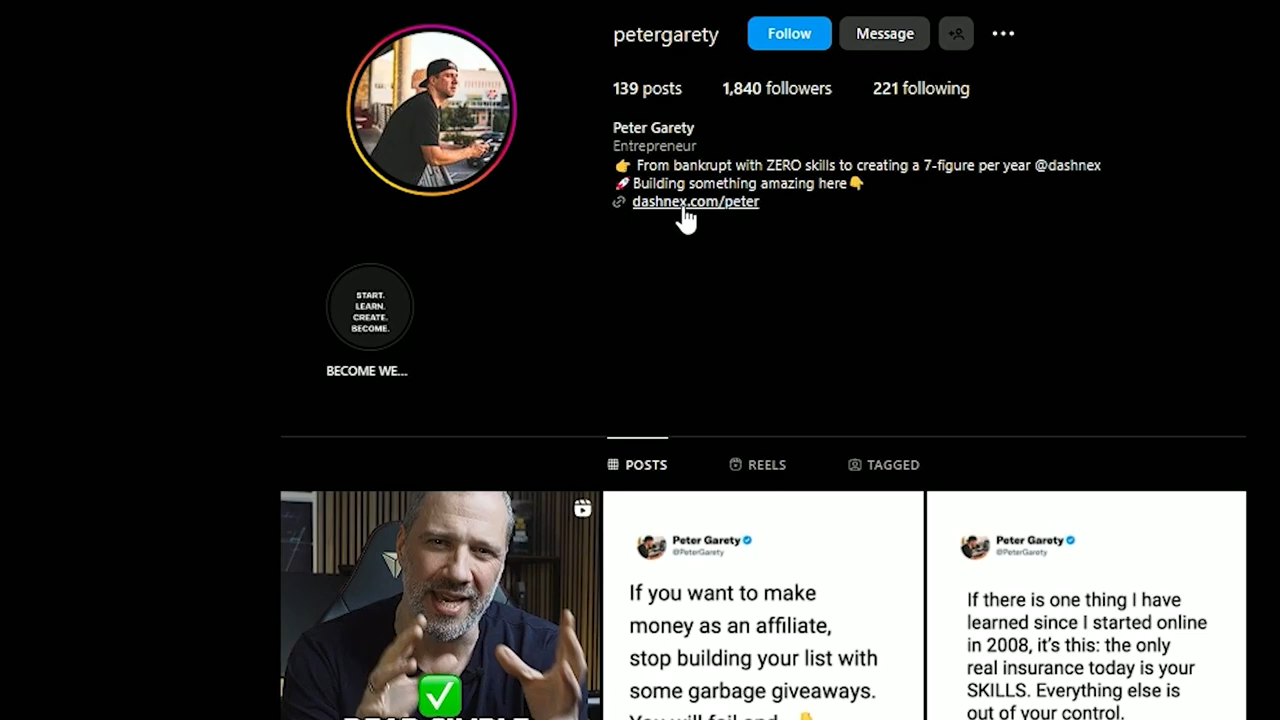 petergarety
Follow
Message
139 posts
1,840 followers
221 following
Peter Garety
Entrepreneur
👉 From bankrupt with ZERO skills to creating a 7-figure per year @dashnex
🚀Building something amazing here👇
dashnex.com/peter
START.
LEARN.
CREATE.
BECOME.
BECOME WE...
POSTS
REELS
TAGGED
Peter Garety
@PeterGarety
If you want to make
money as an affiliate,
stop building your list with
some garbage giveaways.
You will fail and
Peter Garety
@PeterGarety
If there is one thing I have
learned since I started online
in 2008, it's this: the only
real insurance today is your
SKILLS. Everything else is
out of your control.